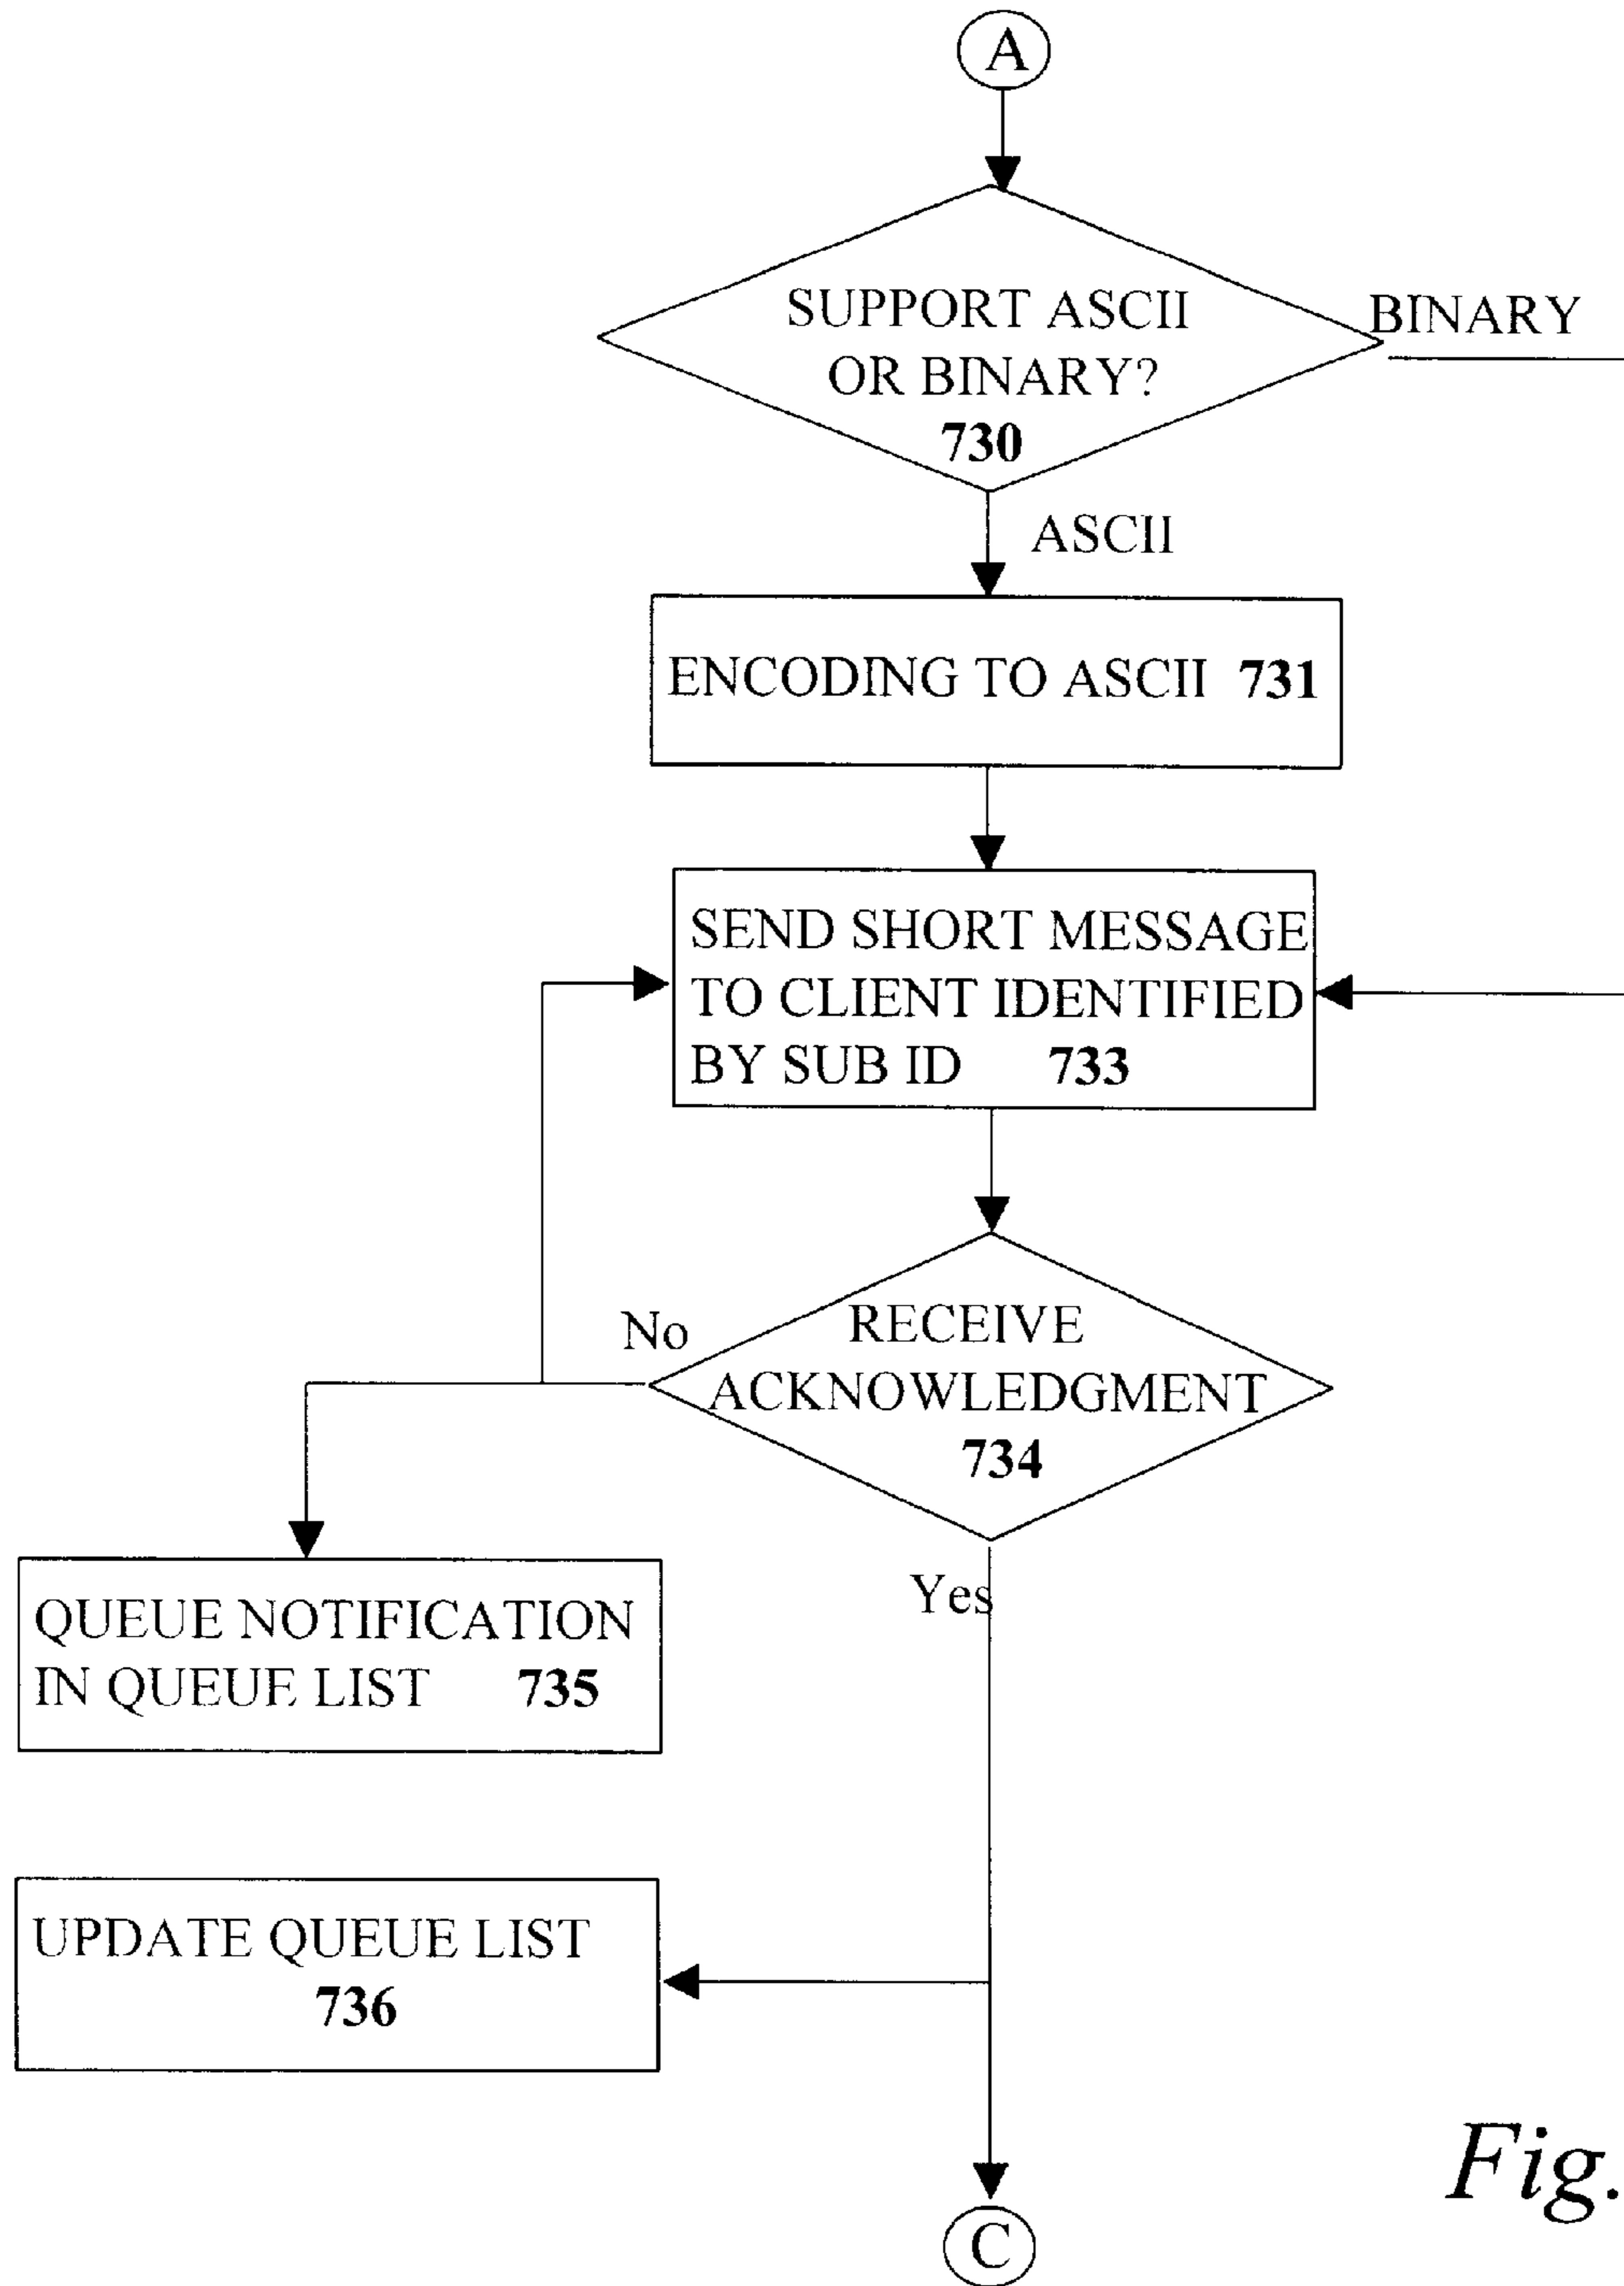 A
SUPPORT ASCII
OR BINARY?
730
BINARY
ASCII
ENCODING TO ASCII 731
SEND SHORT MESSAGE
TO CLIENT IDENTIFIED
BY SUB ID 733
No
RECEIVE
ACKNOWLEDGMENT
734
Yes
QUEUE NOTIFICATION
IN QUEUE LIST 735
UPDATE QUEUE LIST
736
Fig.
C